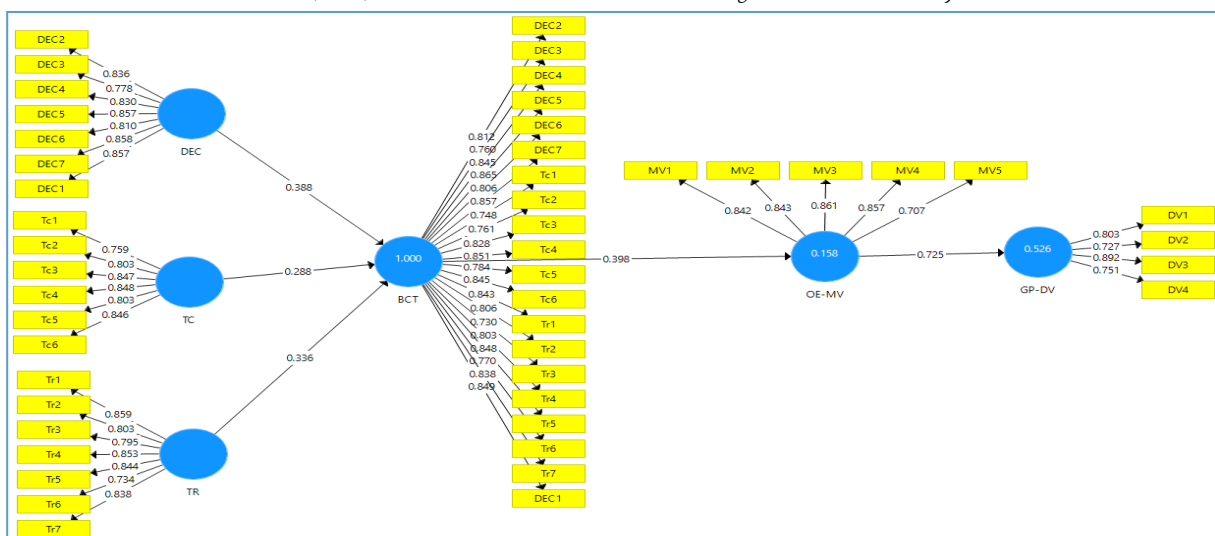 DEC2
DEC3
DEC4
DEC5
DEC6
DEC7
DEC1
0.836
0.778
0.830
0.857
0.810
0.858
0.857
DEC
0.388
Tc1
Tc2
Tc3
Tc4
Tc5
Tc6
0.759
0.803
0.847
0.848
0.803
0.846
TC
0.288
Tr1
Tr2
Tr3
Tr4
Tr5
Tr6
Tr7
0.859
0.803
0.795
0.853
0.844
0.734
0.838
TR
0.336
1.000
BCT
0.812
0.760
0.845
0.865
0.806
0.857
0.748
0.761
0.828
0.851
0.784
0.845
0.843
0.806
0.730
0.803
0.848
0.770
0.838
0.849
DEC2
DEC3
DEC4
DEC5
DEC6
DEC7
Tc1
Tc2
Tc3
Tc4
Tc5
Tc6
Tr1
Tr2
Tr3
Tr4
Tr5
Tr6
Tr7
DEC1
0.398
MV1 MV2 MV3 MV4 MV5
0.842 0.843 0.861 0.857 0.707
0.158
OE-MV
0.725
0.526
GP-DV
0.803
0.727
0.892
0.751
DV1
DV2
DV3
DV4